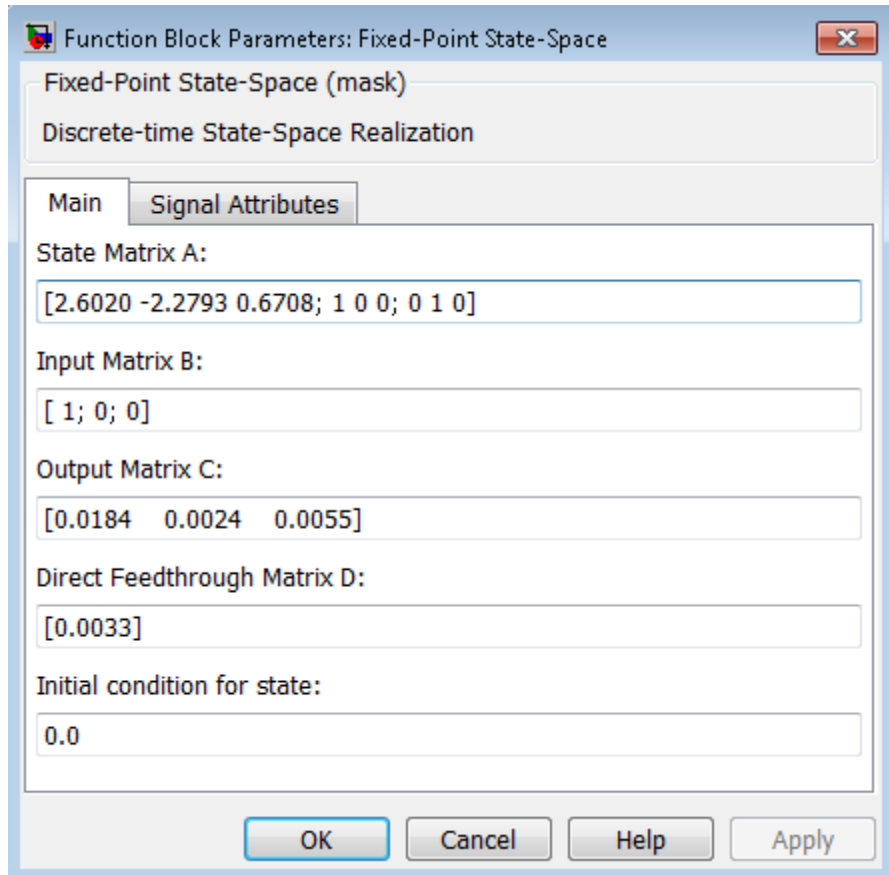 Function Block Parameters: Fixed-Point State-Space
Fixed-Point State-Space (mask)
Discrete-time State-Space Realization
Main Signal Attributes
State Matrix A:
[2.6020 -2.2793 0.6708; 1 0 0; 0 1 0]
Input Matrix B:
[ 1; 0; 0]
Output Matrix C:
[0.0184    0.0024    0.0055]
Direct Feedthrough Matrix D:
[0.0033]
Initial condition for state:
0.0
OK Cancel Help Apply